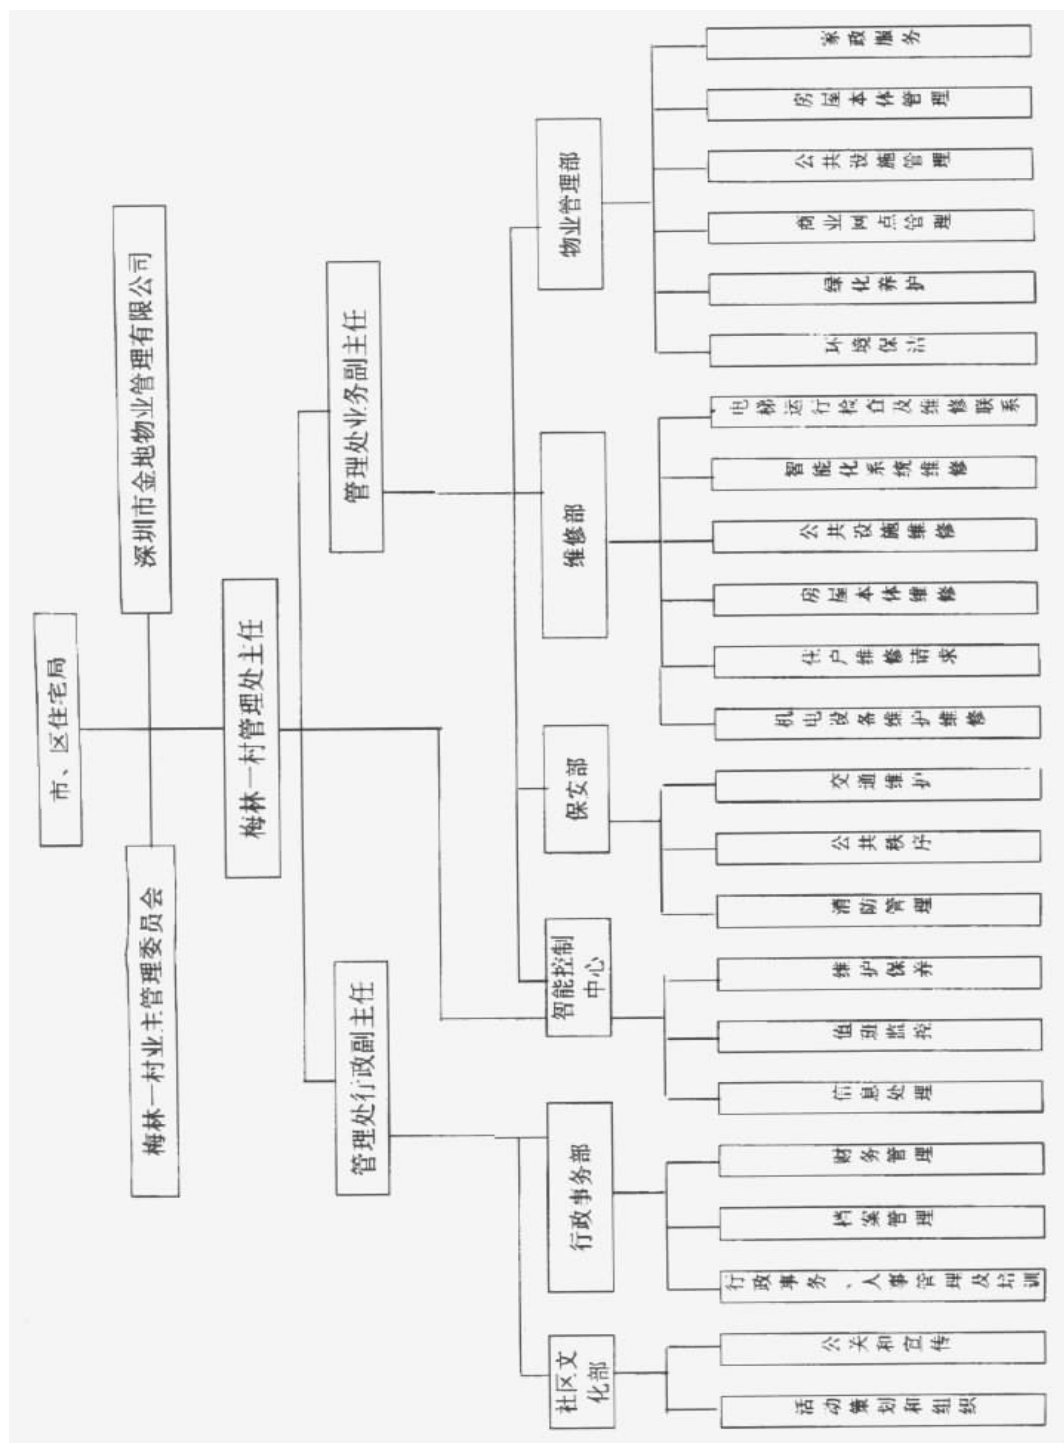 市、区住宅局
梅林一村业主管理委员会
深圳市金地物业管理有限公司
梅林一村管理处主任
管理处行政副主任
管理处业务副主任
社区文
化部
行政事务部
智能控制
中心
保安部
维修部
物业管理部
活动策划和组织
公关和宣传
行政事务、人事管理及培训
档案管理
财务管理
信息处理
值班监控
维护保养
消防管理
公共秩序
交通维护
机电设备维护维修
住户维修请求
房屋本体维修
公共设施维修
智能化系统维修
电梯运行检查及维修联系
环境保洁
绿化养护
商业网点管理
公共设施管理
房屋本体管理
家政服务